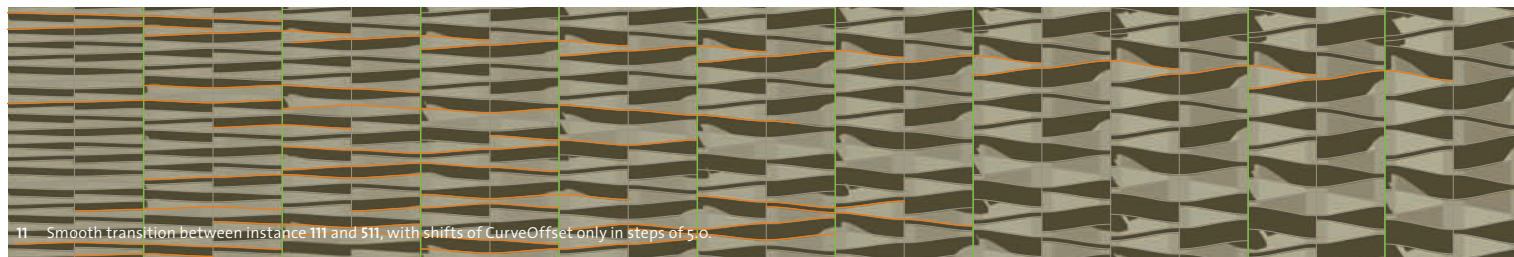 11 Smooth transition between instance 111 and 511, with shifts of CurveOffset only in steps of 5.0.